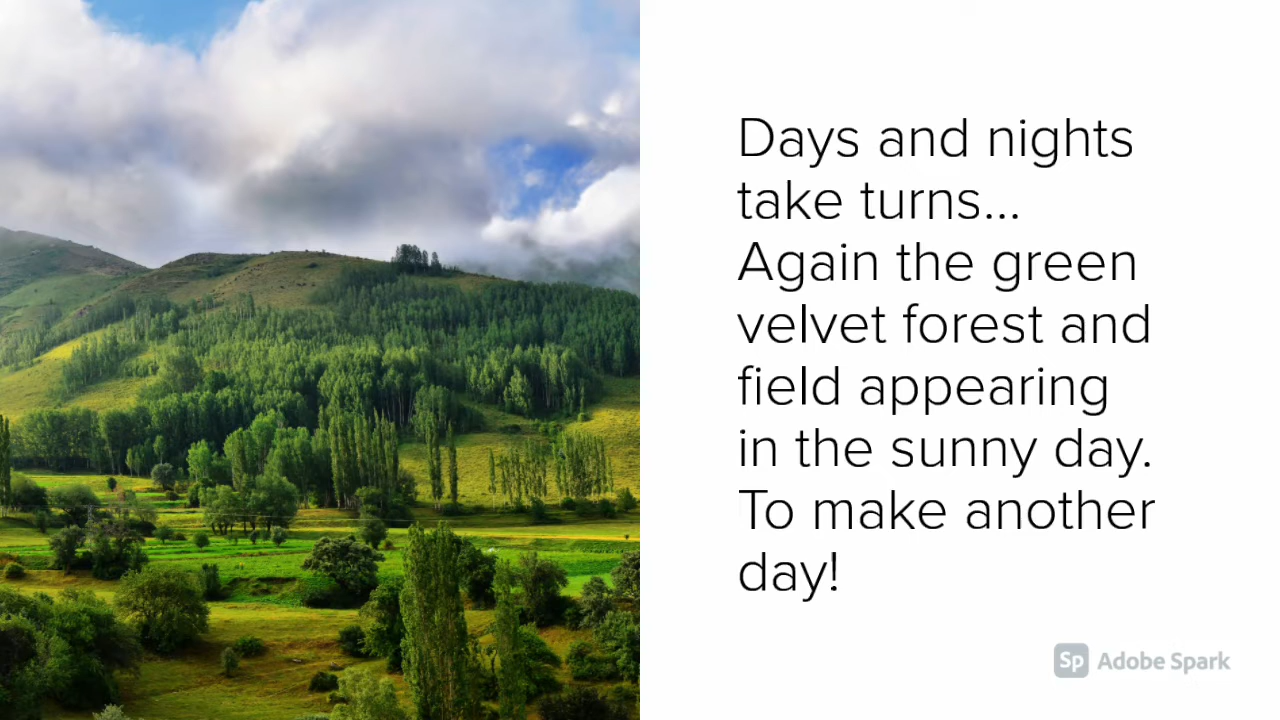 Days and nights
take turns...
Again the green
velvet forest and
field appearing
in the sunny day.
To make another
day!
Sp Adobe Spark